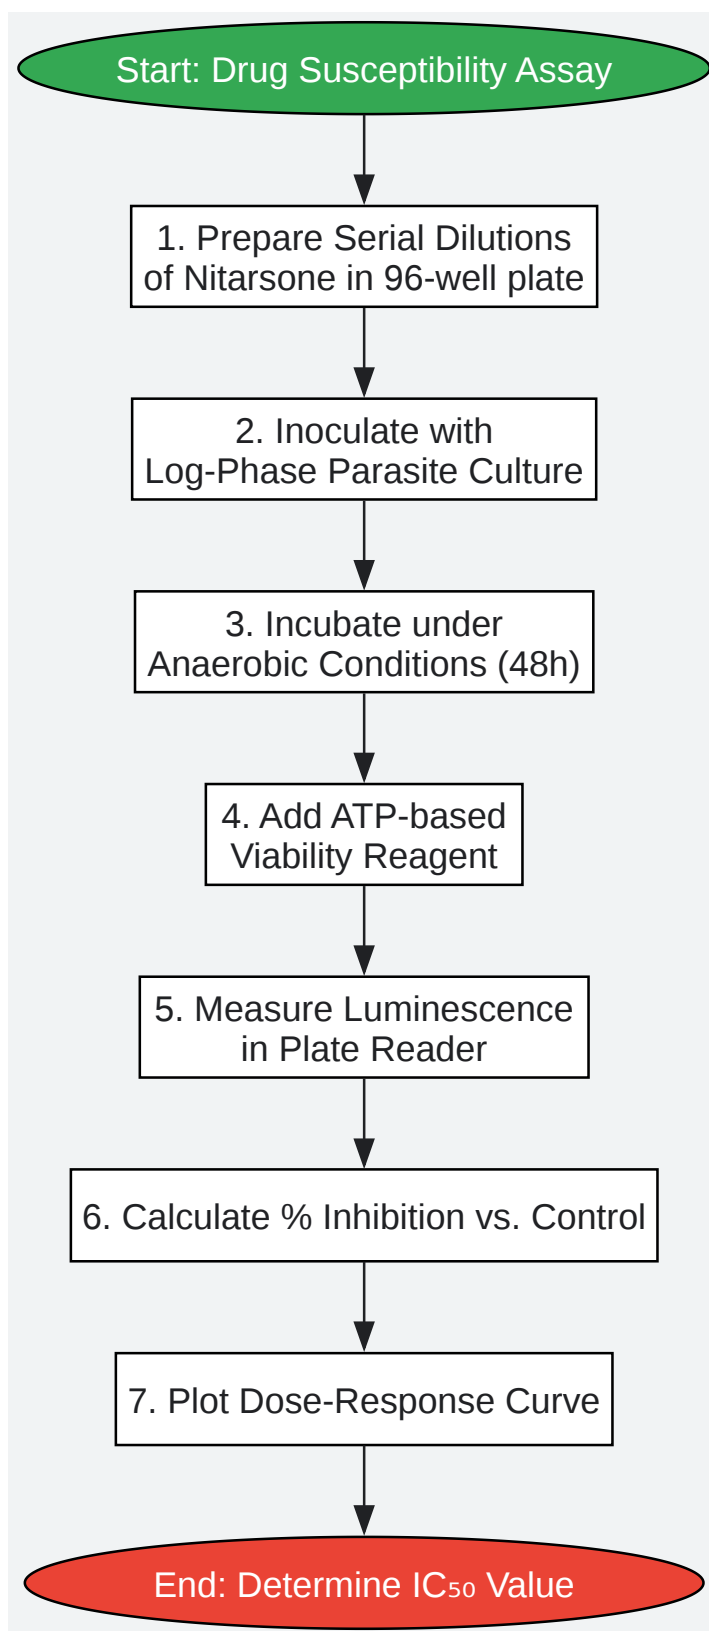 Start: Drug Susceptibility Assay
1. Prepare Serial Dilutions
of Nitarsone in 96-well plate
2. Inoculate with
Log-Phase Parasite Culture
3. Incubate under
Anaerobic Conditions (48h)
4. Add ATP-based
Viability Reagent
5. Measure Luminescence
in Plate Reader
6. Calculate % Inhibition vs. Control
7. Plot Dose-Response Curve
End: Determine IC₅₀ Value